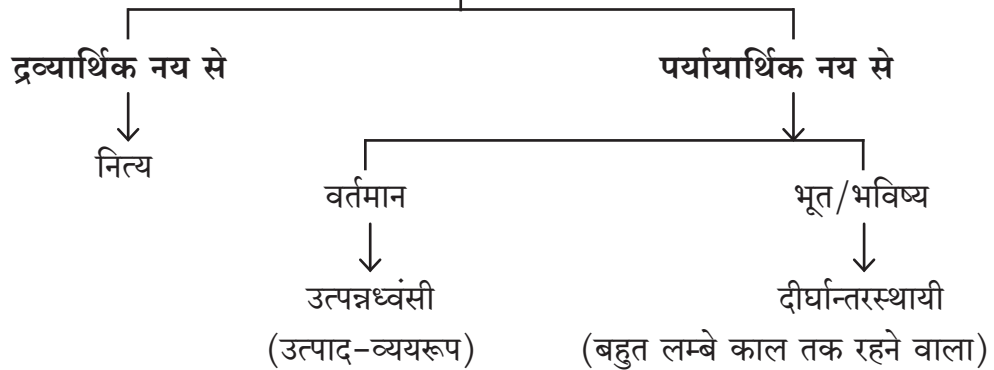 द्रव्यार्थिक नय से
पर्यायार्थिक नय से
नित्य
वर्तमान
भूत/भविष्य
उत्पन्नध्वंसी
दीर्घान्तरस्थायी
(उत्पाद-व्ययरूप)
(बहुत लम्बे काल तक रहने वाला)